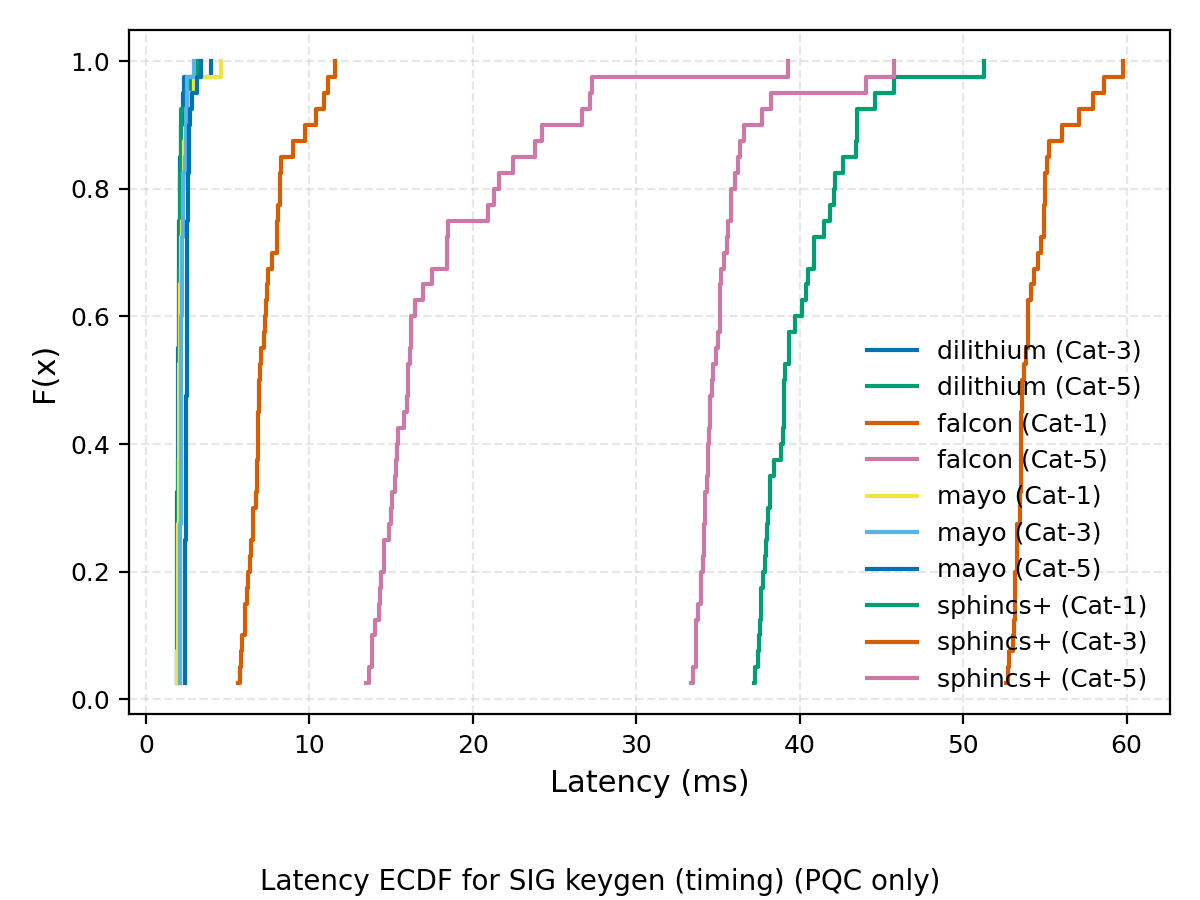 1.0
0.8
0.6
0.4
0.2
0.0
F(x)
dilithium (Cat-3)
dilithium (Cat-5)
falcon (Cat-1)
falcon (Cat-5)
mayo (Cat-1)
mayo (Cat-3)
mayo (Cat-5)
sphincs+ (Cat-1)
sphincs+ (Cat-3)
sphincs+ (Cat-5)
0 10 20 30 40 50 60
Latency (ms)
Latency ECDF for SIG keygen (timing) (PQC only)